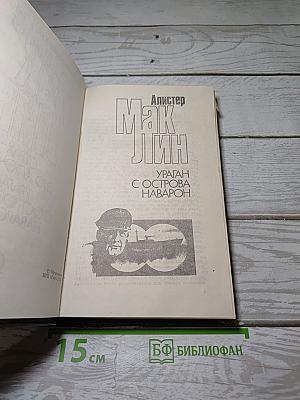 Алистер
Мак
Лин
УРАГАН
С ОСТРОВА
НАВАРОН
15 см
БФ БИБЛИОФАН